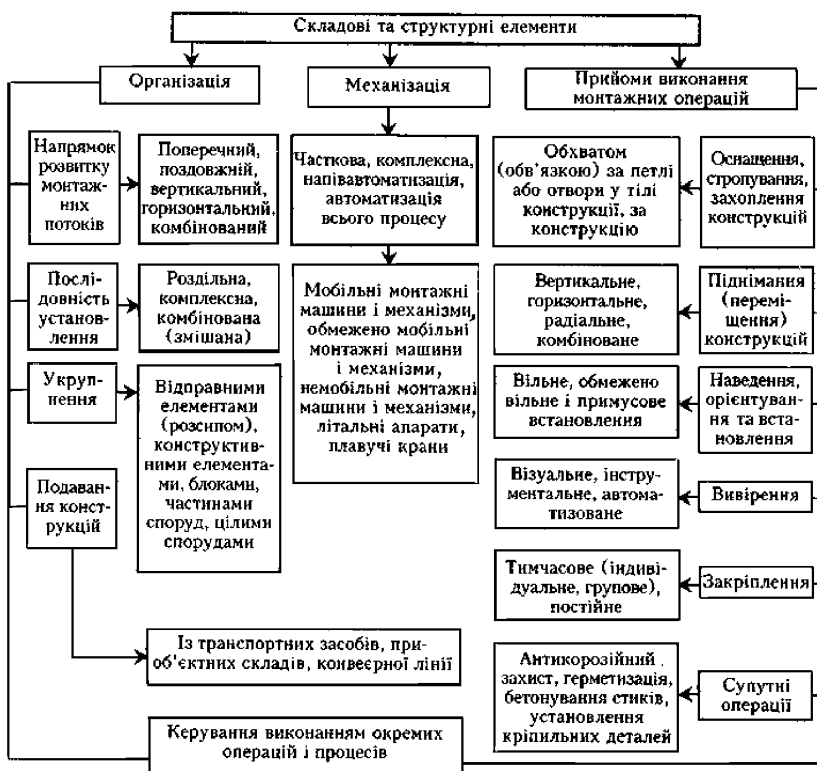 Складові та структурні елементи
Організація
Механізація
Прийоми виконання
монтажних операцій
Напрямок
розвитку
монтаж-
них
потоків
Поперечний,
поздовжній,
вертикальний,
горизонтальний,
комбінований
Часткова, комплексна,
напівавтоматизація,
автоматизація
всього процесу
Обхватом
(обв'язкою) за петлі
або отвори у тілі
конструкції, за
конструкцію
Оснащення,
стропування,
захоплення
конструкцій
Послі-
довність
установ-
лення
Роздільна,
комплексна,
комбінована
(змішана)
Мобільні монтажні
машини і механізми,
обмежено мобільні
монтажні машини
і механізми,
немобільні монтажні
машини і механізми,
літальні апарати,
плавучі крани
Вертикальне,
горизонтальне,
радіальне,
комбіноване
Піднімання
(перемі-
щення)
конструкцій
Укруп-
нення
Відправними
елементами
(розсипом),
конструктив-
ними елемента-
ми, блоками,
частинами
споруд, цілими
спорудами
Вільне, обмежено
вільне і примусове
встановлення
Наведення,
орієнтуван-
ня та вста-
новлення
Подаван-
ня конст-
рукцій
Візуальне, інстру-
ментальне, автома-
тизоване
Вивірення
Тимчасове (індиві-
дуальне, групове),
постійне
Закріплення
Із транспортних засобів, при-
об'єктних складів, конвеєрної лінії
Антикорозійний
захист, герметизація,
бетонування стиків,
установлення
кріпильних деталей
Супутні
операції
Керування виконанням окремих
операцій і процесів